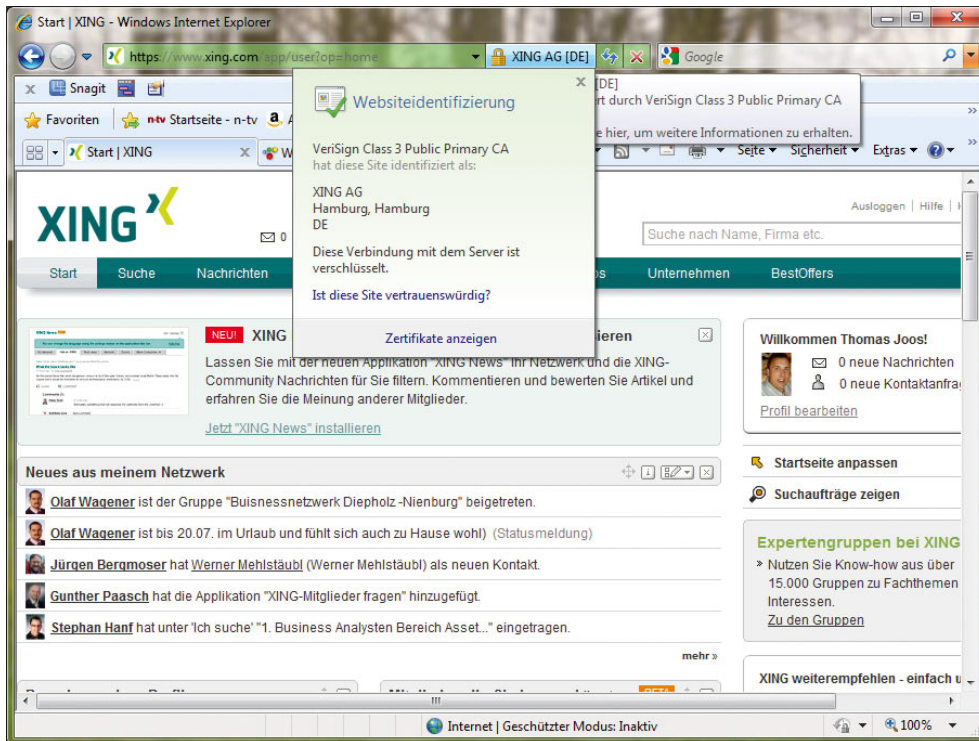 Start | XING - Windows Internet Explorer
https://www.xing.com/app/user?op=home
XING AG [DE]
Google
x Snagit
[DE]
ert durch VeriSign Class 3 Public Primary CA
e hier, um weitere Informationen zu erhalten.
Favoriten
n-tv Startseite - n-tv
Start | XING
Seite
Sicherheit
Extras
Websiteidentifizierung
VeriSign Class 3 Public Primary CA
hat diese Site identifiziert als:
XING AG
Hamburg, Hamburg
DE
Diese Verbindung mit dem Server ist
verschlüsselt.
Ist diese Site vertrauenswürdig?
Zertifikate anzeigen
XING
0
Ausloggen | Hilfe |
Suche nach Name, Firma etc.
Start
Suche
Nachrichten
Unternehmen
BestOffers
NEU! XING
ieren
Lassen Sie mit der neuen Applikation "XING News" Ihr Netzwerk und die XING-
Community Nachrichten für Sie filtern. Kommentieren und bewerten Sie Artikel und
erfahren Sie die Meinung anderer Mitglieder.
Jetzt "XING News" installieren
Willkommen Thomas Joos!
0 neue Nachrichten
0 neue Kontaktanfra
Profil bearbeiten
Neues aus meinem Netzwerk
Olaf Wagener ist der Gruppe "Buisnessnetzwerk Diepholz -Nienburg" beigetreten.
Olaf Wagener ist bis 20.07. im Urlaub und fühlt sich auch zu Hause wohl) (Statusmeldung)
Jürgen Bergmoser hat Werner Mehlstäubl (Werner Mehlstäubl) als neuen Kontakt.
Gunther Paasch hat die Applikation "XING-Mitglieder fragen" hinzugefügt.
Stephan Hanf hat unter 'Ich suche' "1. Business Analysten Bereich Asset..." eingetragen.
mehr »
Startseite anpassen
Suchaufträge zeigen
Expertengruppen bei XING
» Nutzen Sie Know-how aus über
15.000 Gruppen zu Fachthemen
Interessen.
Zu den Gruppen
XING weiterempfehlen - einfach u
Internet | Geschützter Modus: Inaktiv
100%